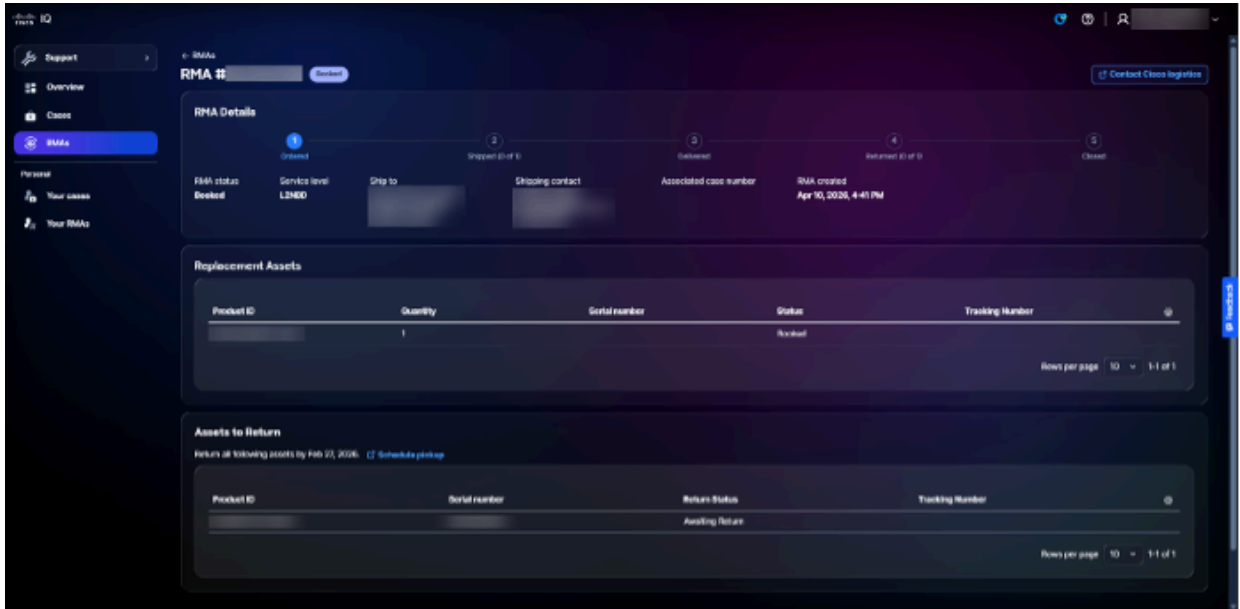 CISCO IQ
Support
Overview
Cases
RMAs
Personal
Your cases
Your RMAs
← RMAs
RMA # Booked
Contact Cisco logistics
RMA Details
1 2 3 4 5
Ordered Shipped (0 of 1) Delivered Returned (0 of 1) Closed
RMA status Service level Ship to Shipping contact Associated case number RMA created
Booked L2NBD Apr 10, 2026, 4:41 PM
Replacement Assets
Product ID Quantity Serial number Status Tracking Number
1 Booked
Rows per page 10 1-1 of 1
Assets to Return
Return all following assets by Feb 27, 2026. Schedule pickup
Product ID Serial number Return Status Tracking Number
Awaiting Return
Rows per page 10 1-1 of 1
Feedback